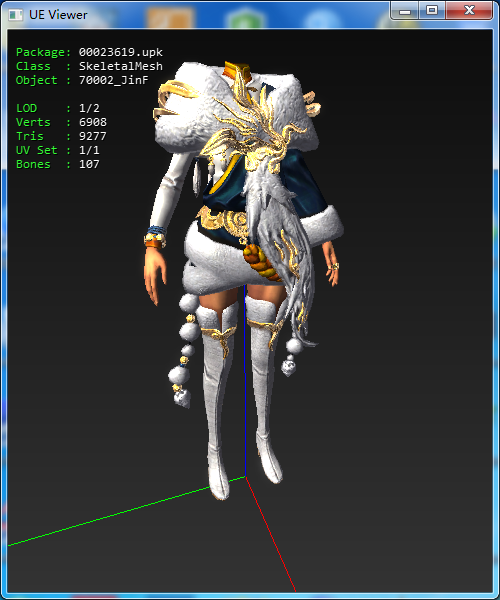 UE Viewer
Package: 00023619.upk
Class : SkeletalMesh
Object : 70002_JinF
LOD : 1/2
Verts : 6908
Tris : 9277
UV Set : 1/1
Bones : 107